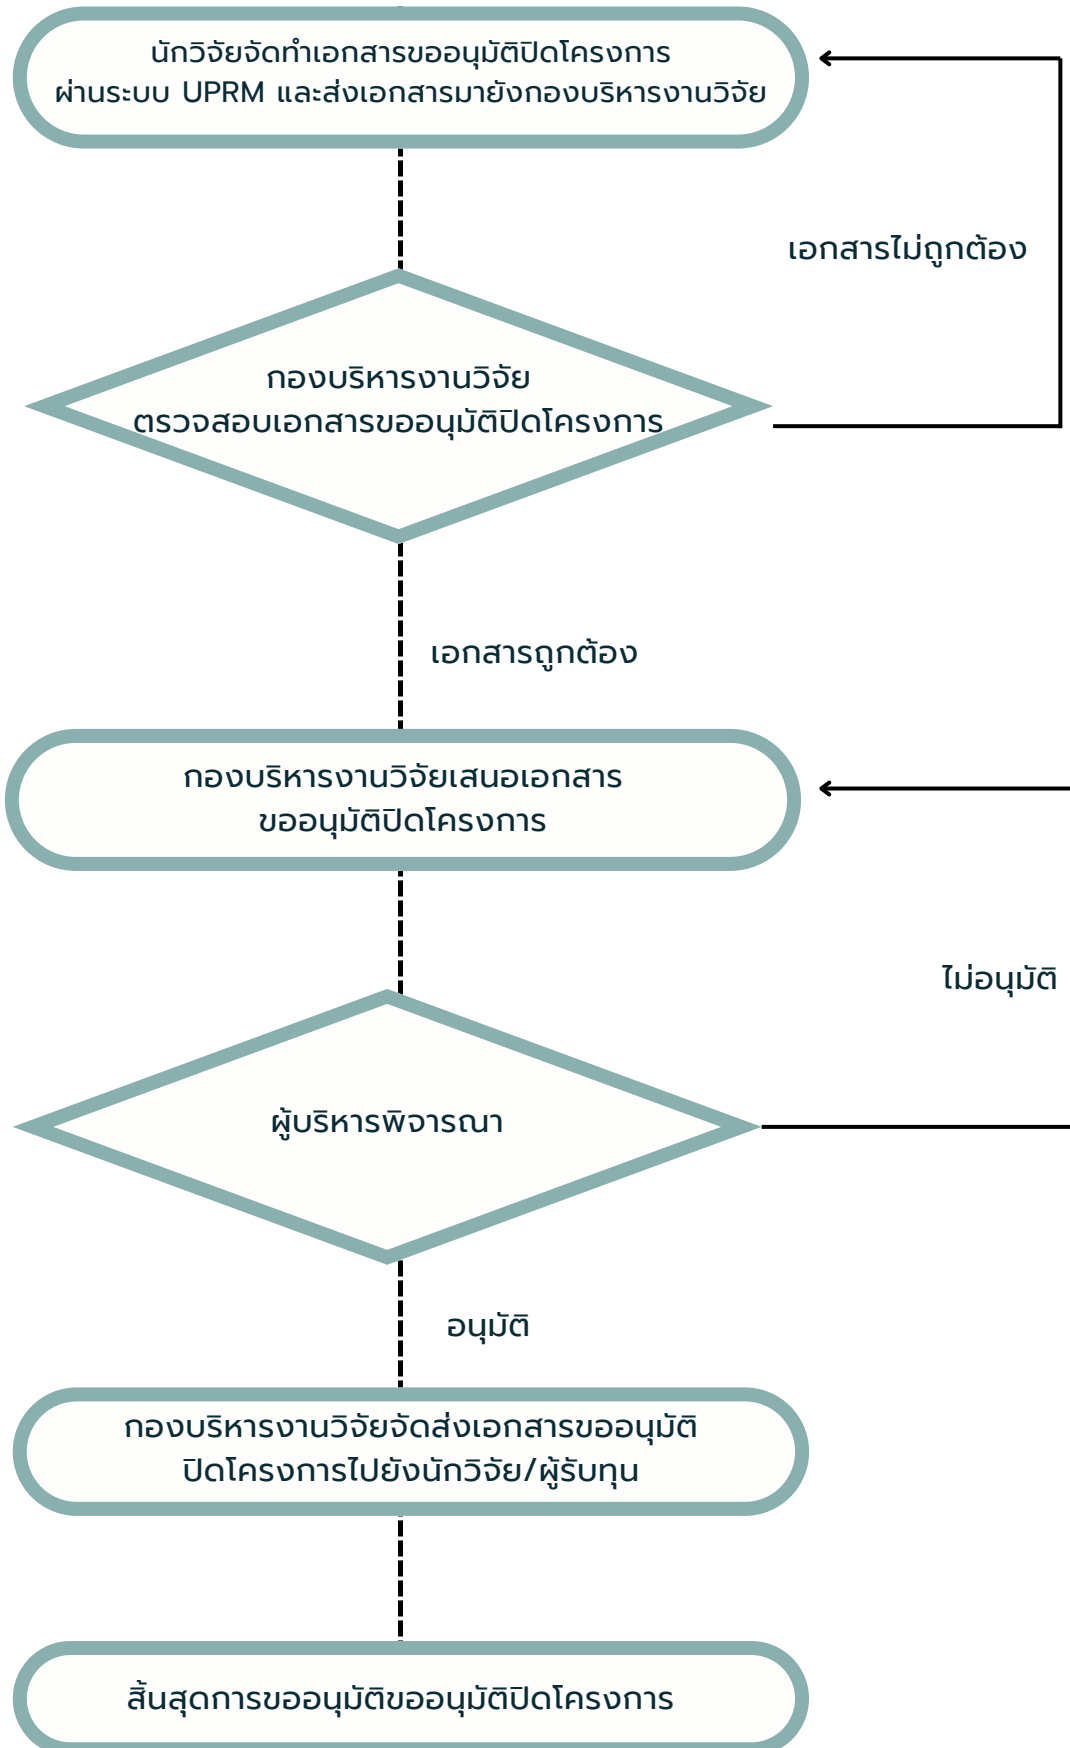 นักวิจัยจัดทำเอกสารขออนุมัติปิดโครงการ
ผ่านระบบ UPRM และส่งเอกสารมายังกองบริหารงานวิจัย
เอกสารไม่ถูกต้อง
กองบริหารงานวิจัย
ตรวจสอบเอกสารขออนุมัติปิดโครงการ
เอกสารถูกต้อง
กองบริหารงานวิจัยเสนอเอกสาร
ขออนุมัติปิดโครงการ
ไม่อนุมัติ
ผู้บริหารพิจารณา
อนุมัติ
กองบริหารงานวิจัยจัดส่งเอกสารขออนุมัติ
ปิดโครงการไปยังนักวิจัย/ผู้รับทุน
สิ้นสุดการขออนุมัติขออนุมัติปิดโครงการ